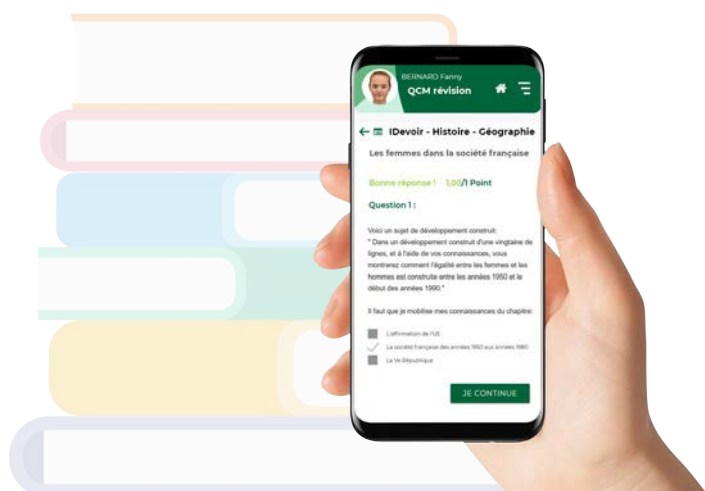 BERNARD Fanny
QCM révision
IDevoir - Histoire - Géographie
Les femmes dans la société française
Bonne réponse ! 1,00/1 Point
Question 1 :
Voici un sujet de développement construit:
" Dans un développement construit d'une vingtaine de
lignes, et à l'aide de vos connaissances, vous
montrerez comment l'égalité entre les femmes et les
hommes est construite entre les années 1950 et le
début des années 1990."
Il faut que je mobilise mes connaissances du chapitre:
L'affirmation de l'UE
La société française des années 1950 aux années 1980
La Ve République
JE CONTINUE